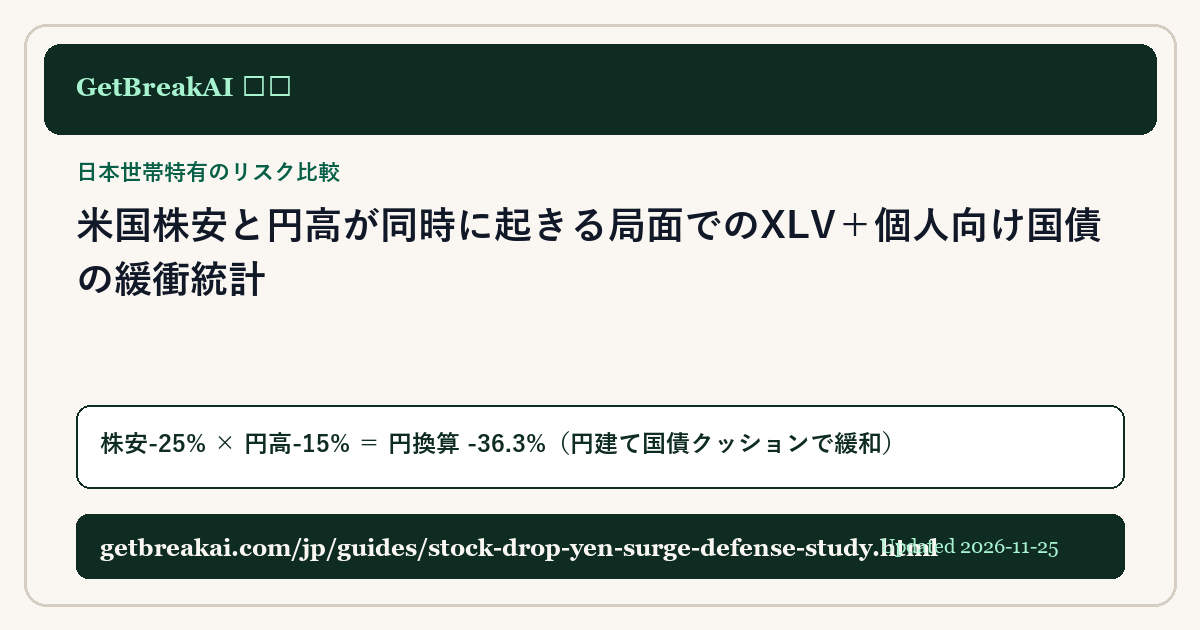 GetBreakAI □□
日本世帯特有のリスク比較
米国株安と円高が同時に起きる局面でのXLV＋個人向け国債
の緩衝統計
株安-25% × 円高-15% ＝ 円換算 -36.3%（円建て国債クッションで緩和）
getbreakai.com/jp/guides/stock-drop-yen-surge-defense-study.html
Updated 2026-11-25